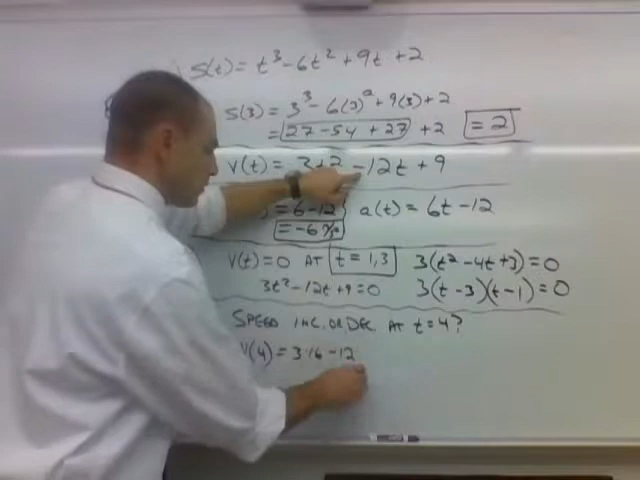 S(t) = t³ - 6t² + 9t + 2
S(3) = 3³ - 6(3)² + 9(3) + 2
= 27 - 54 + 27 + 2 = 2
V(t) = 3t² - 12t + 9
= 6 - 12 a(t) = 6t - 12
= -6
V(t) = 0 AT t = 1, 3 3(t² - 4t + 3) = 0
3t² - 12t + 9 = 0 3(t - 3)(t - 1) = 0
SPEED INC. OR DEC. AT t = 4?
V(4) = 3·16 - 12